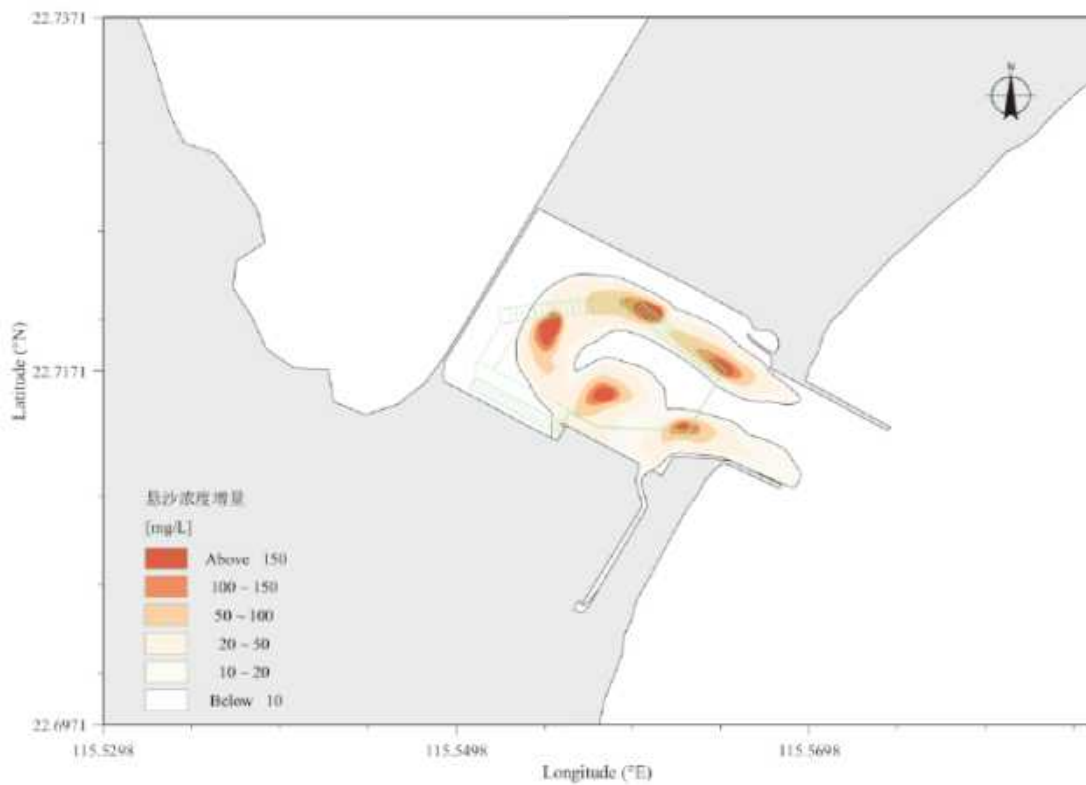 22.7371
N
22.7171
Latitude (°N)
悬沙浓度增量
[mg/L]
Above 150
100 ~ 150
50 ~ 100
20 ~ 50
10 ~ 20
Below 10
22.6971
115.5298
115.5498
115.5698
Longitude (°E)